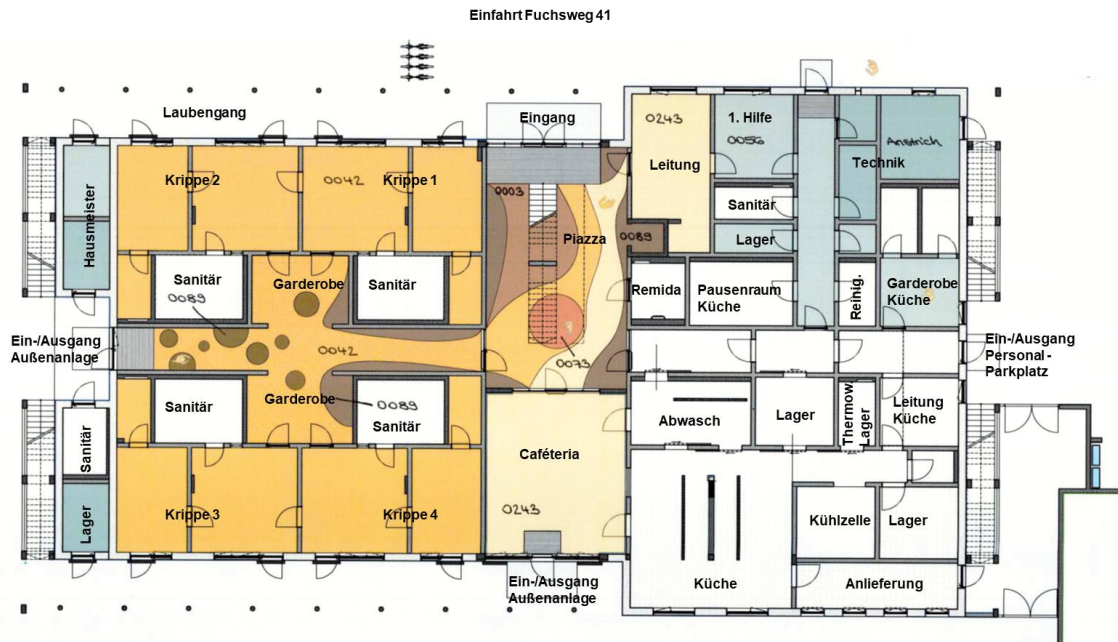 Einfahrt Fuchsweg 41
Laubengang
Eingang
0243
1. Hilfe
0056
Leitung
Anstrich
Technik
Krippe 2
0042
Krippe 1
0003
Sanitär
Hausmeister
Piazza
0089
Lager
Sanitär
0089
Garderobe
Sanitär
Remida
Pausenraum
Küche
Reinig.
Garderobe
Küche
Ein-/Ausgang
Außenanlage
0042
0073
Ein-/Ausgang
Personal-
Parkplatz
Sanitär
Garderobe
0089
Sanitär
Abwasch
Lager
Thermow.
Lager
Leitung
Küche
Sanitär
Caféteria
Lager
Krippe 3
Krippe 4
0243
Kühlzelle
Lager
Ein-/Ausgang
Außenanlage
Küche
Anlieferung